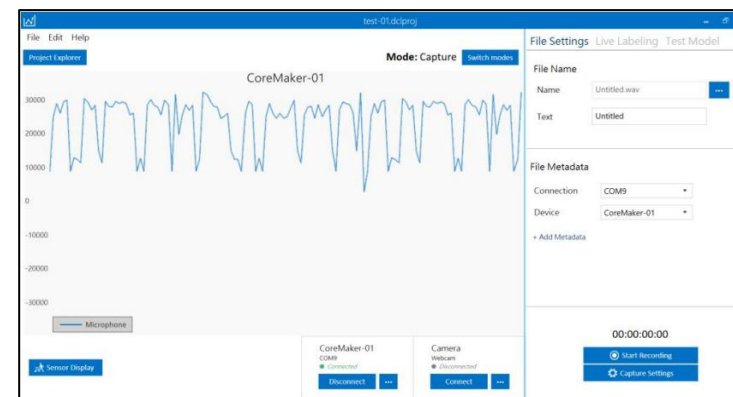 test-01.dclproj
File Edit Help
Project Explorer
Mode: Capture
Switch modes
CoreMaker-01
30000
20000
10000
0
-10000
-20000
-30000
Microphone
Sensor Display
CoreMaker-01
COM9
Connected
Disconnect
...
Camera
Webcam
Disconnected
Connect
...
File Settings Live Labeling Test Model
File Name
Name Untitled.wav ...
Text Untitled
File Metadata
Connection COM9
Device CoreMaker-01
+ Add Metadata
00:00:00:00
Start Recording
Capture Settings